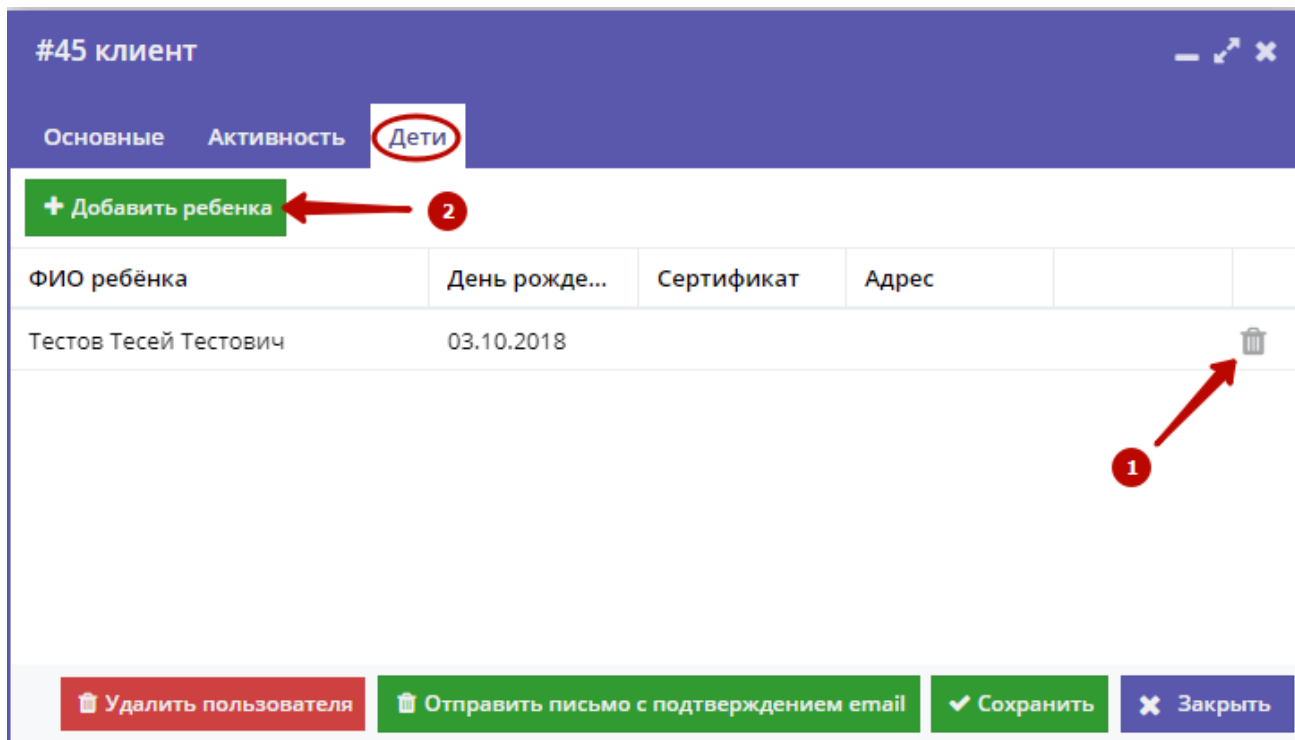 #45 клиент
Основные Активность Дети
Добавить ребенка 2
ФИО ребёнка День рожде... Сертификат Адрес
Тестов Тесей Тестович 03.10.2018
1
Удалить пользователя Отправить письмо с подтверждением email Сохранить Закрыть